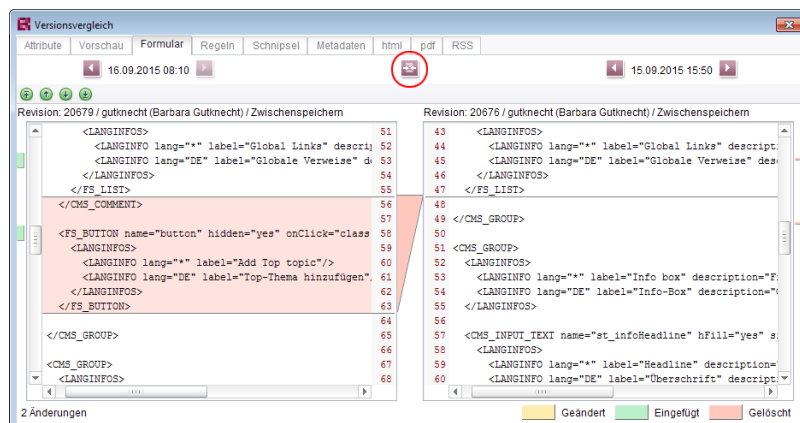 Versionsvergleich
Attribute Vorschau Formular Regeln Schnipsel Metadaten html pdf RSS
16.09.2015 08:10
15.09.2015 15:50
Revision: 20679 / gutknecht (Barbara Gutknecht) / Zwischenspeichern
<LANGINFOS> 51
<LANGINFO lang="*" label="Global Links" descri 52
<LANGINFO lang="DE" label="Globale Verweise" d 53
</LANGINFOS> 54
</FS_LIST> 55
</CMS_COMMENT> 56
57
<FS_BUTTON name="button" hidden="yes" onClick="class 58
<LANGINFOS> 59
<LANGINFO lang="*" label="Add Top topic"/> 60
<LANGINFO lang="DE" label="Top-Thema hinzufügen" 61
</LANGINFOS> 62
</FS_BUTTON> 63
64
</CMS_GROUP> 65
66
<CMS_GROUP> 67
<LANGINFOS> 68
Revision: 20676 / gutknecht (Barbara Gutknecht) / Zwischenspeichern
43 <LANGINFOS>
44 <LANGINFO lang="*" label="Global Links" descript
45 <LANGINFO lang="DE" label="Globale Verweise" des
46 </LANGINFOS>
47 </FS_LIST>
48
49 </CMS_GROUP>
50
51 <CMS_GROUP>
52 <LANGINFOS>
53 <LANGINFO lang="*" label="Info box" description="F
54 <LANGINFO lang="DE" label="Info-Box" description="
55 </LANGINFOS>
56
57 <CMS_INPUT_TEXT name="st_infoHeadline" hFill="yes" s
58 <LANGINFOS>
59 <LANGINFO lang="*" label="Headline" description=
60 <LANGINFO lang="DE" label="Überschrift" descript
2 Änderungen
Geändert Eingefügt Gelöscht